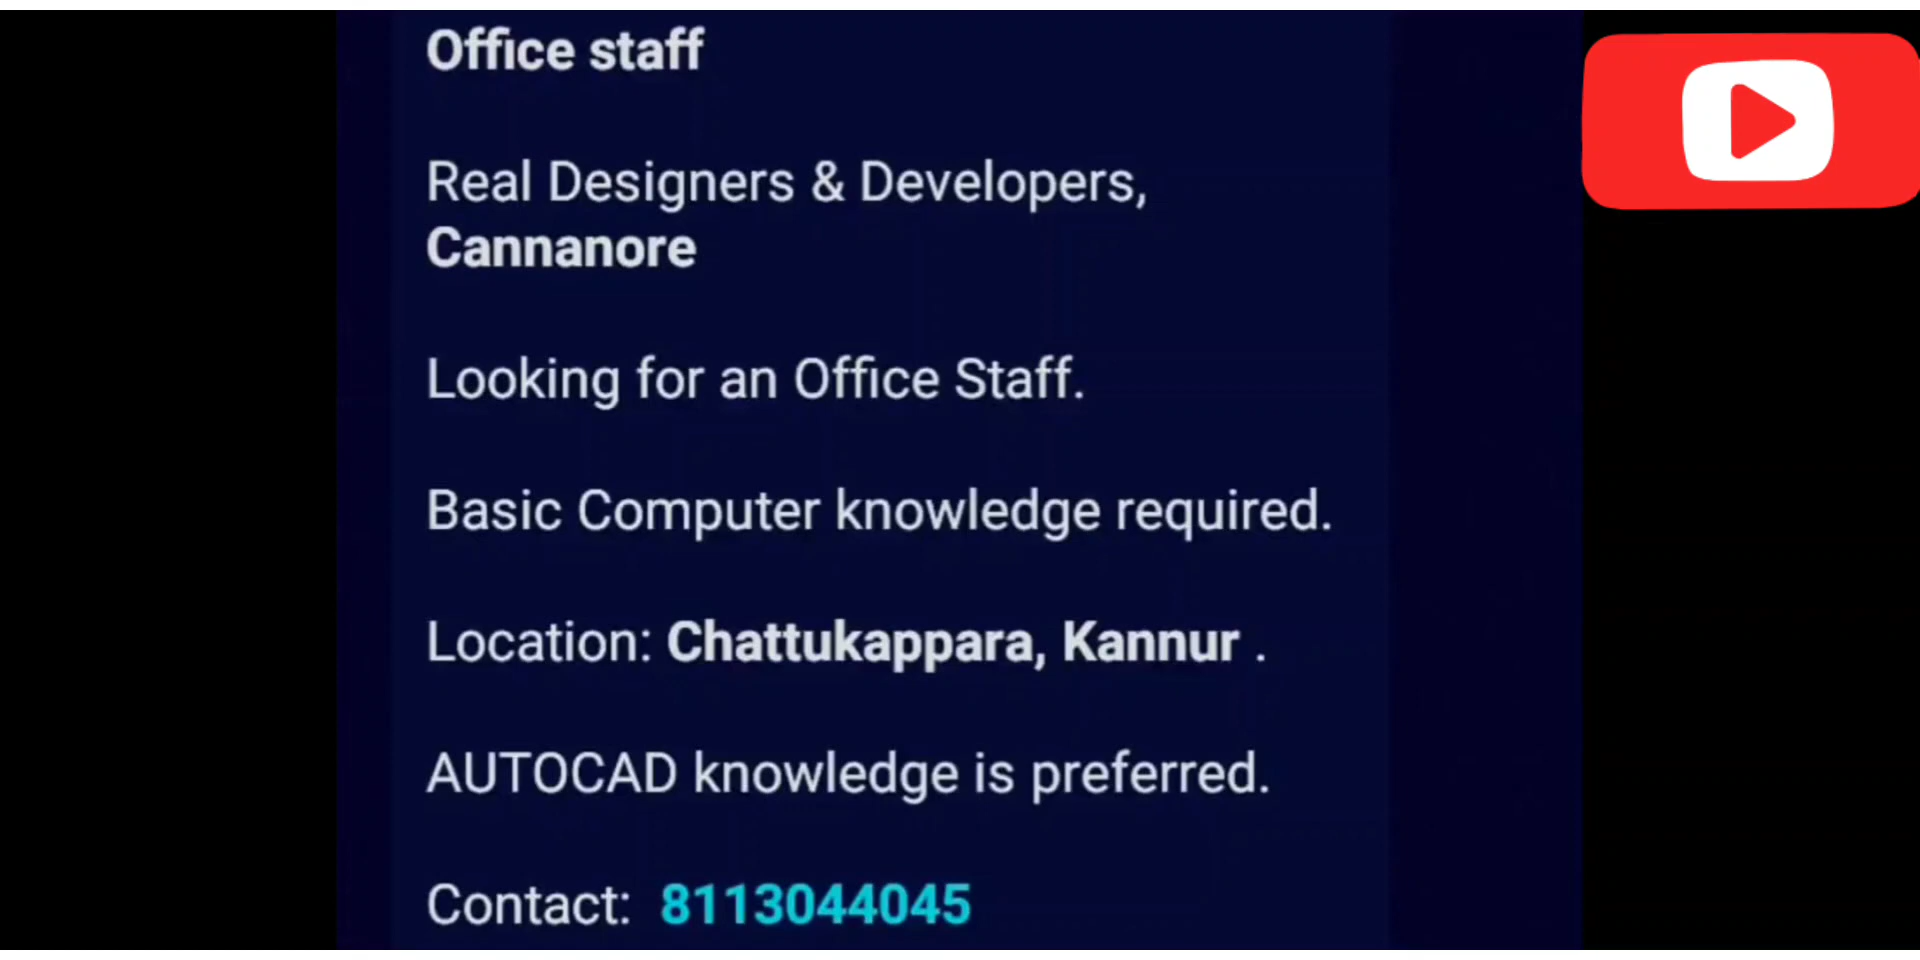 Office staff
Real Designers & Developers,
Cannanore
Looking for an Office Staff.
Basic Computer knowledge required.
Location: Chattukappara, Kannur .
AUTOCAD knowledge is preferred.
Contact: 8113044045